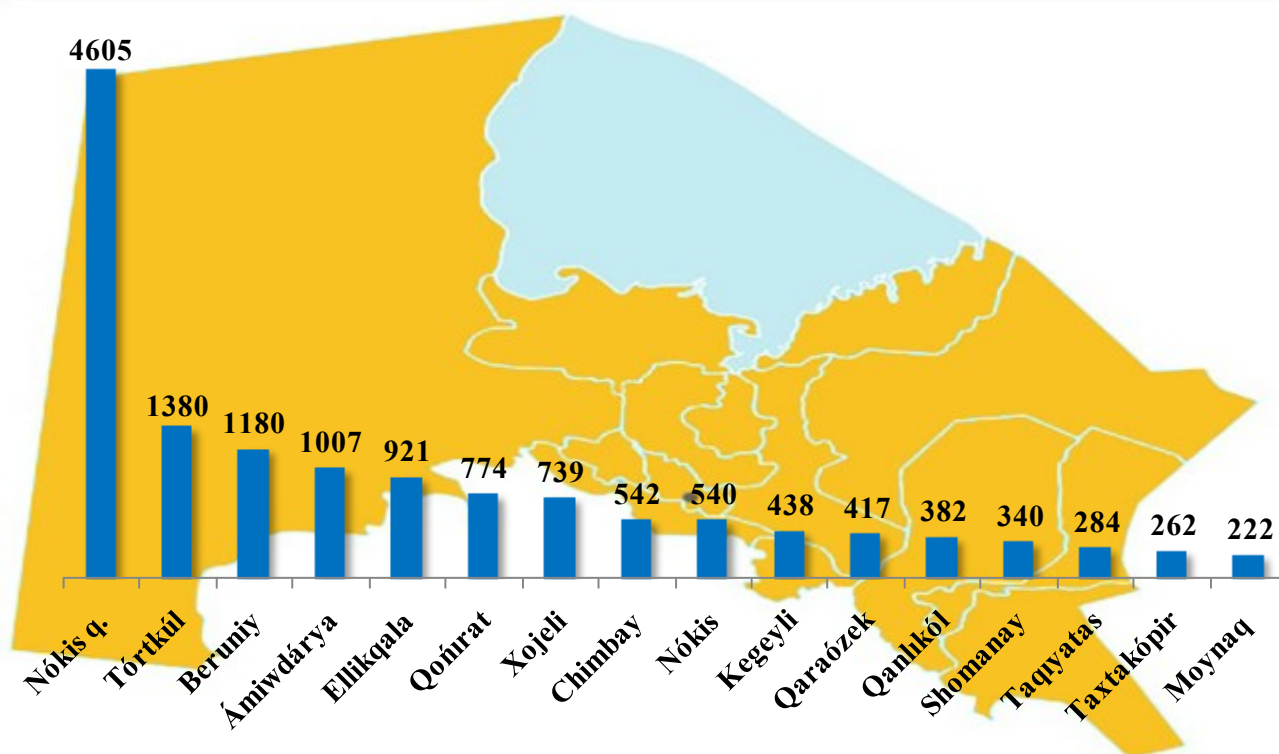 4605
1380
1180
1007
921
774
739
542
540
438
417
382
340
284
262
222
Nókis q.
Tórtkúl
Beruniy
Ámiwdárya
Ellikqala
Qońırat
Xojeli
Chimbay
Nókis
Kegeyli
Qaraózek
Qanlıkól
Shomanay
Taqıyatas
Taxtakópir
Moynaq